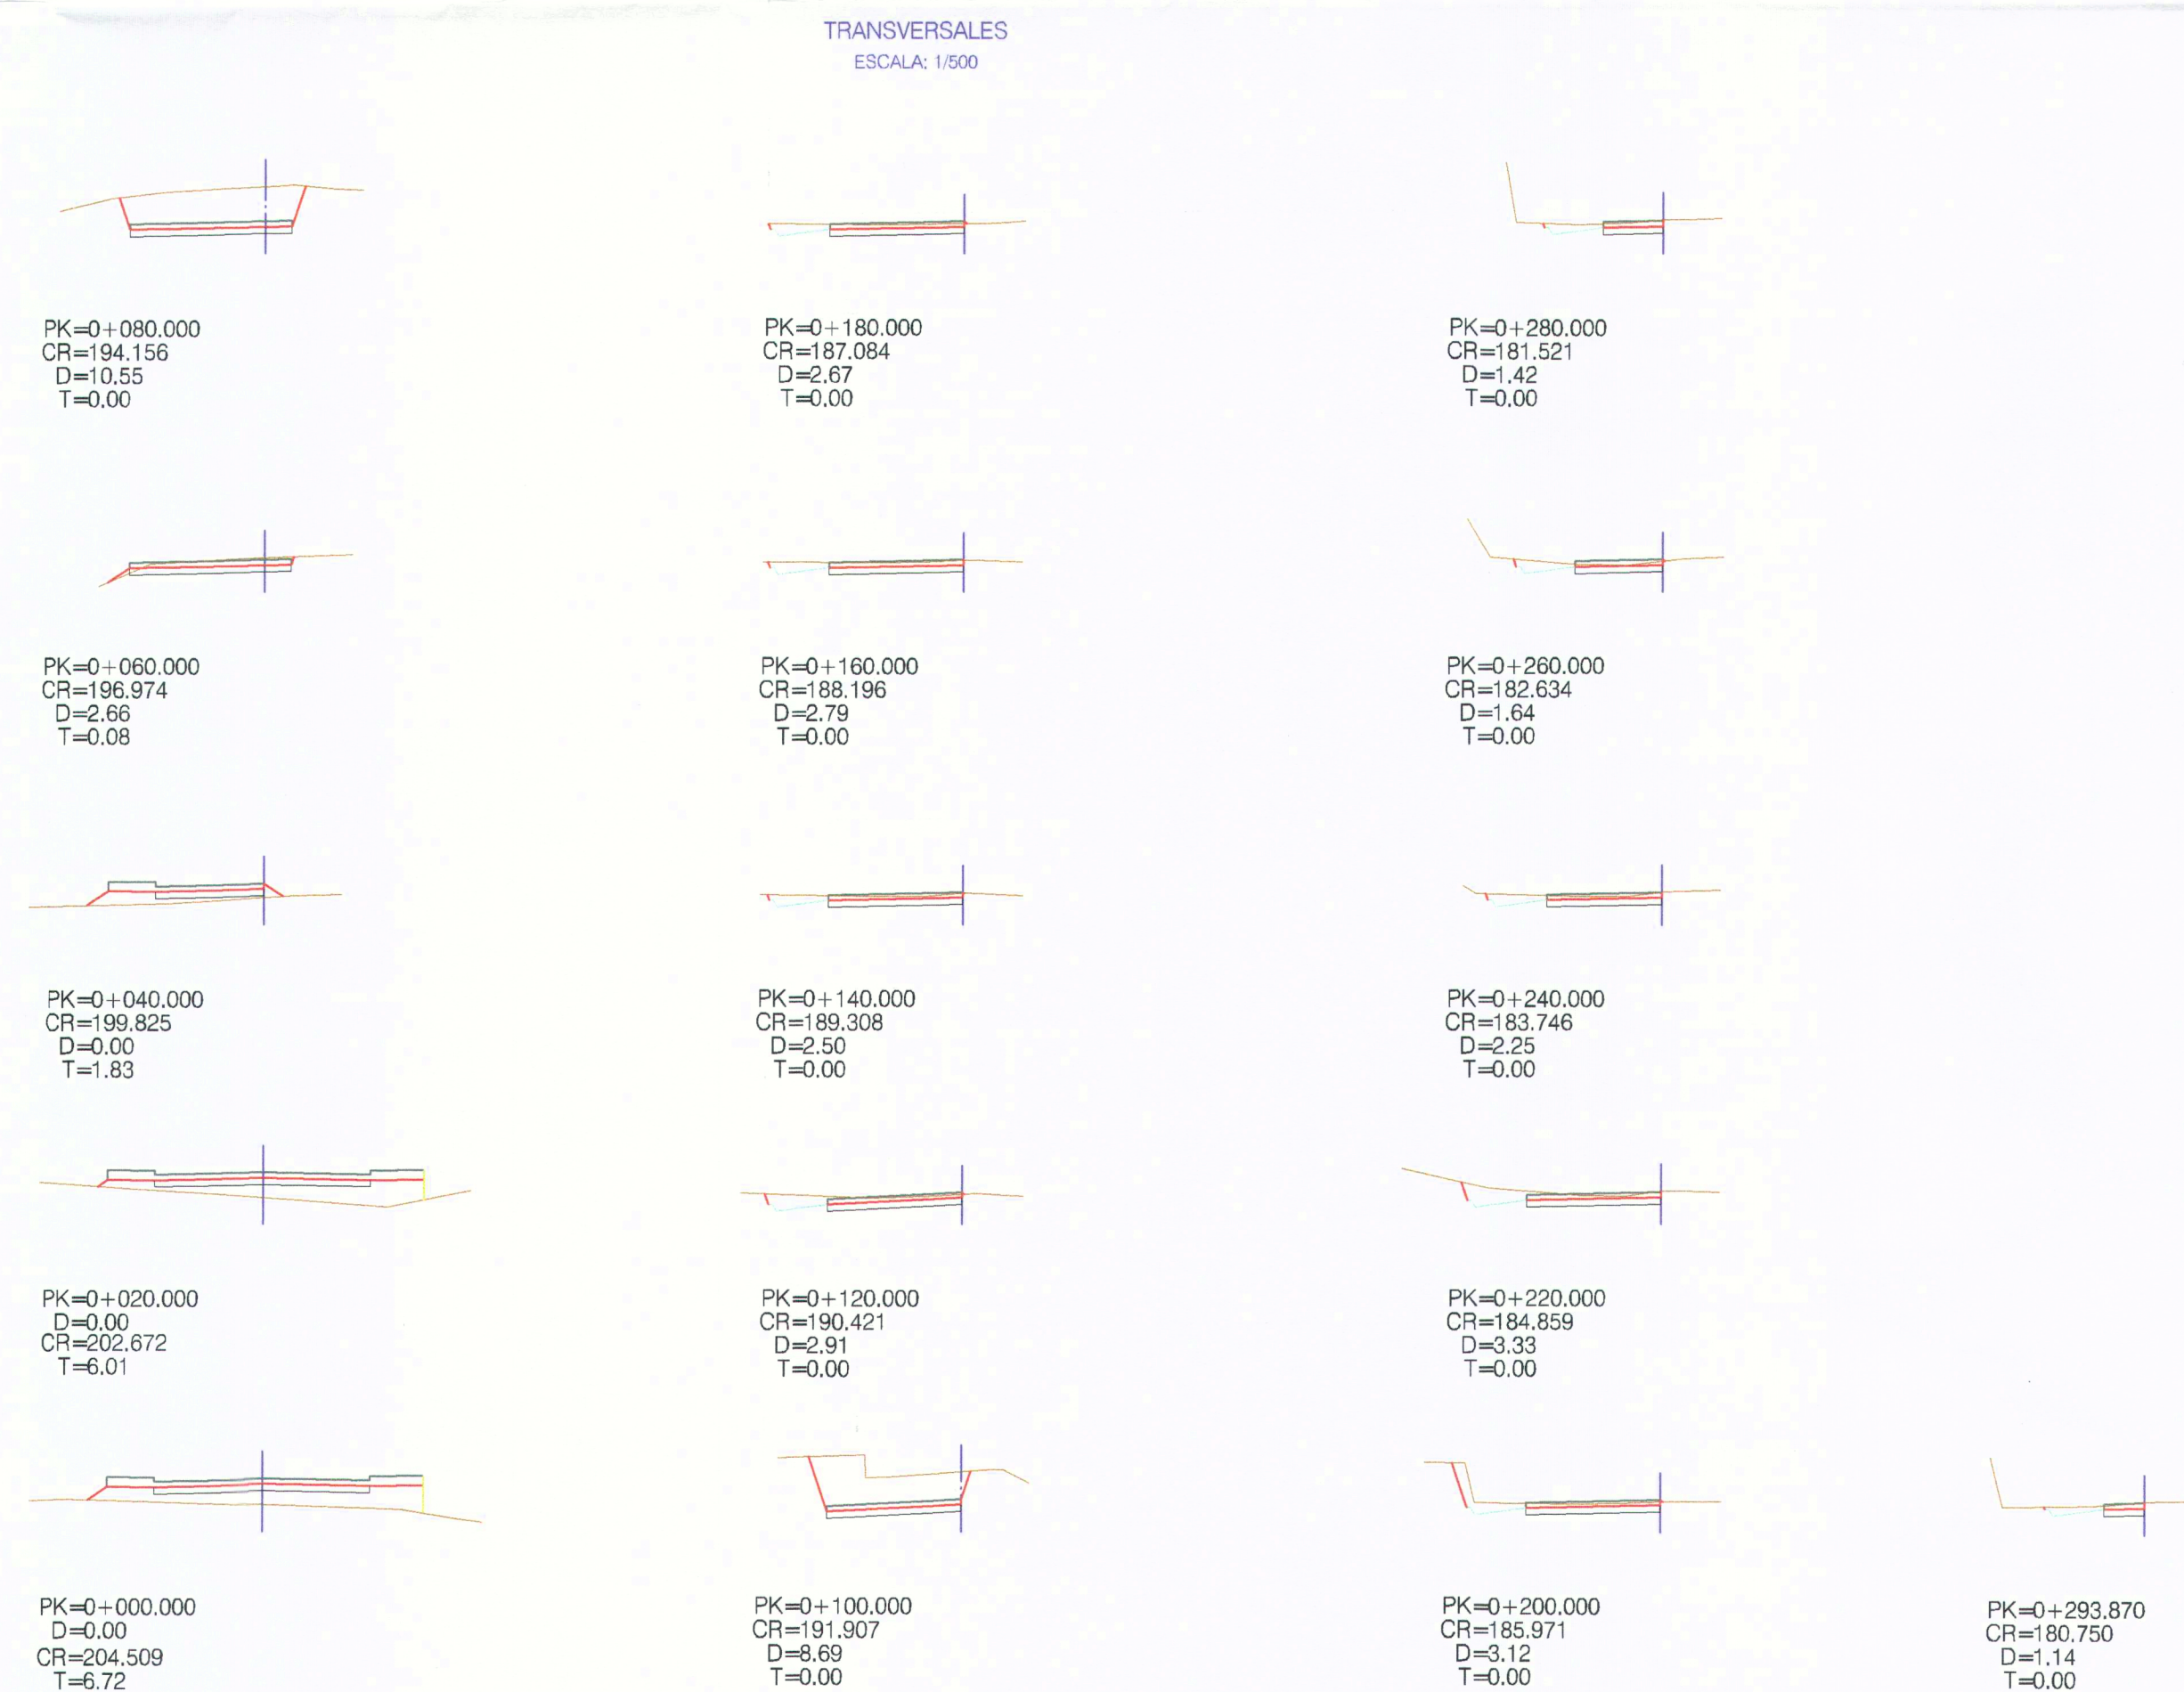 TRANSVERSALES
ESCALA: 1/500
PK=0+080.000
CR=194.156
D=10.55
T=0.00
PK=0+180.000
CR=187.084
D=2.67
T=0.00
PK=0+280.000
CR=181.521
D=1.42
T=0.00
PK=0+060.000
CR=196.974
D=2.66
T=0.08
PK=0+160.000
CR=188.196
D=2.79
T=0.00
PK=0+260.000
CR=182.634
D=1.64
T=0.00
PK=0+040.000
CR=199.825
D=0.00
T=1.83
PK=0+140.000
CR=189.308
D=2.50
T=0.00
PK=0+240.000
CR=183.746
D=2.25
T=0.00
PK=0+020.000
D=0.00
CR=202.672
T=6.01
PK=0+120.000
CR=190.421
D=2.91
T=0.00
PK=0+220.000
CR=184.859
D=3.33
T=0.00
PK=0+000.000
D=0.00
CR=204.509
T=6.72
PK=0+100.000
CR=191.907
D=8.69
T=0.00
PK=0+200.000
CR=185.971
D=3.12
T=0.00
PK=0+293.870
CR=180.750
D=1.14
T=0.00